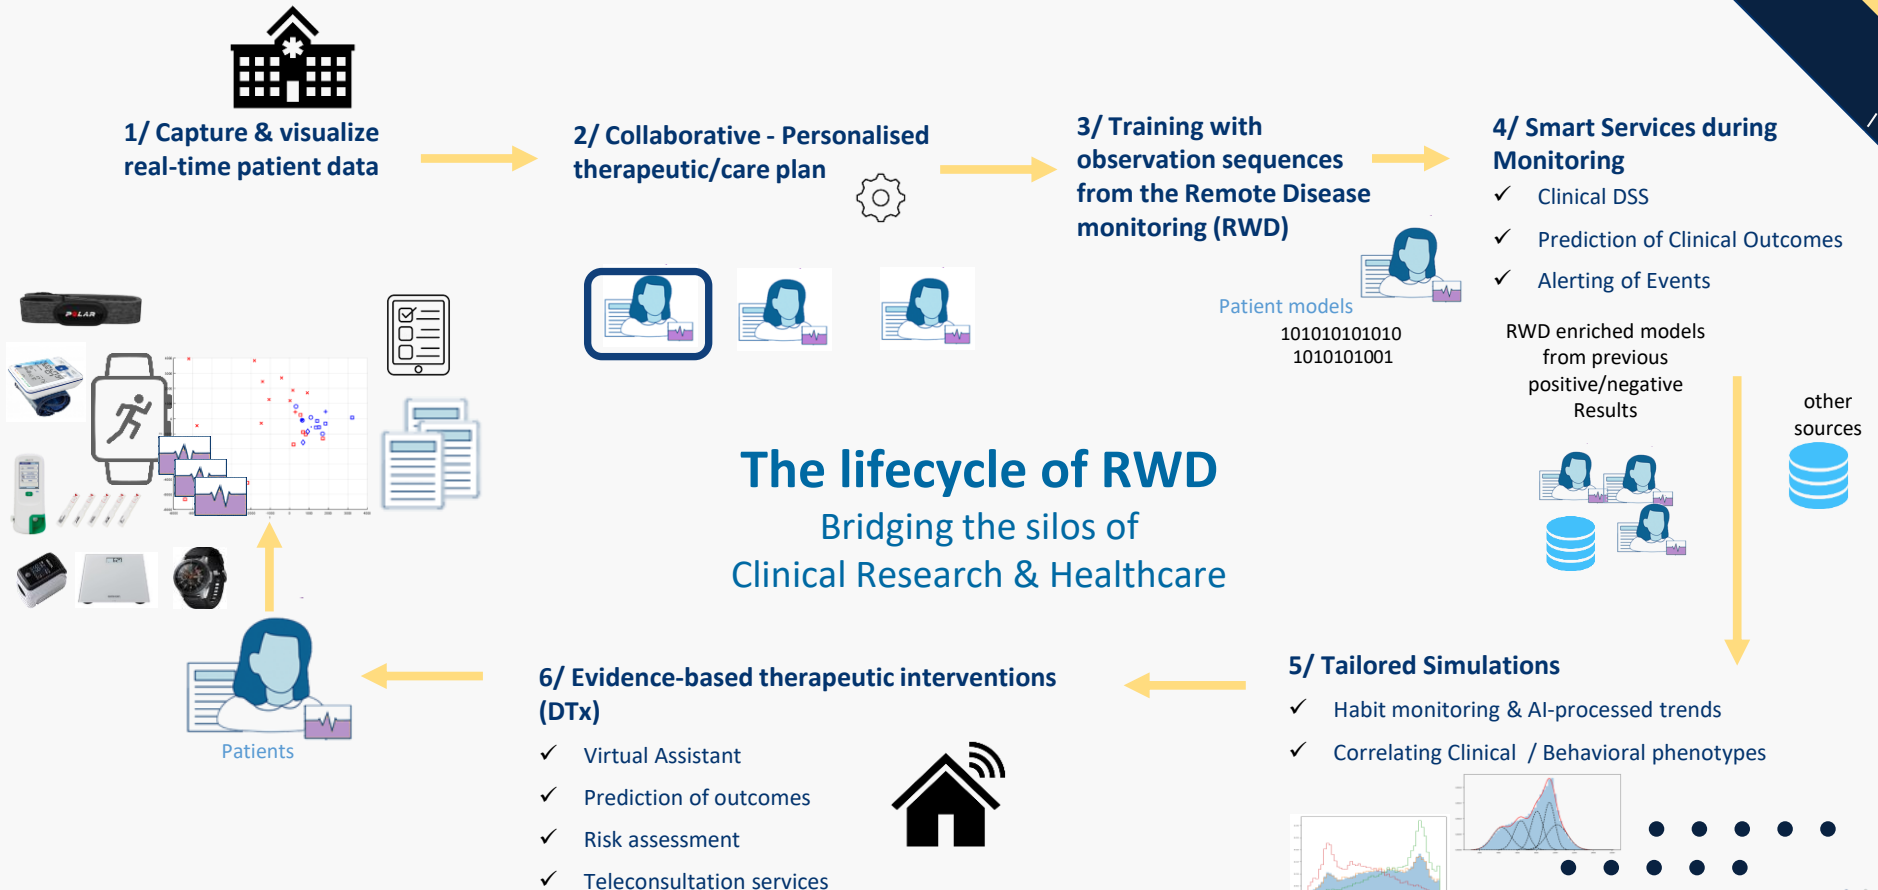 1/ Capture & visualize
real-time patient data
2/ Collaborative - Personalised
therapeutic/care plan
3/ Training with
observation sequences
from the Remote Disease
monitoring (RWD)
Patient models
101010101010
1010101001
4/ Smart Services during
Monitoring
✓ Clinical DSS
✓ Prediction of Clinical Outcomes
✓ Alerting of Events
RWD enriched models
from previous
positive/negative
Results
other
sources
POLAR
The lifecycle of RWD
Bridging the silos of
Clinical Research & Healthcare
5/ Tailored Simulations
✓ Habit monitoring & AI-processed trends
✓ Correlating Clinical / Behavioral phenotypes
6/ Evidence-based therapeutic interventions
(DTx)
✓ Virtual Assistant
✓ Prediction of outcomes
✓ Risk assessment
✓ Teleconsultation services
Patients